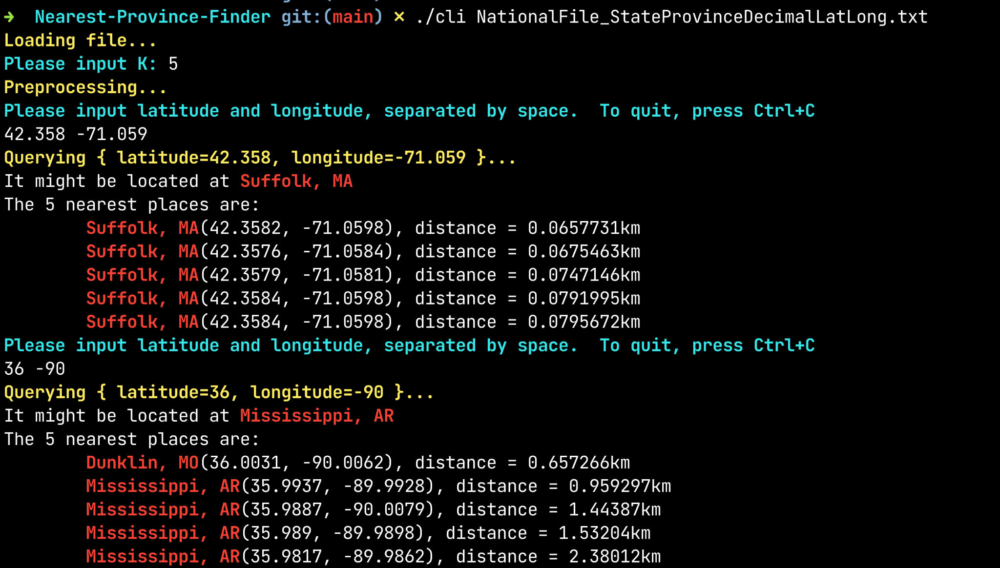 ➜  Nearest-Province-Finder git:(main) ✗ ./cli NationalFile_StateProvinceDecimalLatLong.txt
Loading file...
Please input K: 5
Preprocessing...
Please input latitude and longitude, separated by space.  To quit, press Ctrl+C
42.358 -71.059
Querying { latitude=42.358, longitude=-71.059 }...
It might be located at Suffolk, MA
The 5 nearest places are:
        Suffolk, MA(42.3582, -71.0598), distance = 0.0657731km
        Suffolk, MA(42.3576, -71.0584), distance = 0.0675463km
        Suffolk, MA(42.3579, -71.0581), distance = 0.0747146km
        Suffolk, MA(42.3584, -71.0598), distance = 0.0791995km
        Suffolk, MA(42.3584, -71.0598), distance = 0.0795672km
Please input latitude and longitude, separated by space.  To quit, press Ctrl+C
36 -90
Querying { latitude=36, longitude=-90 }...
It might be located at Mississippi, AR
The 5 nearest places are:
        Dunklin, MO(36.0031, -90.0062), distance = 0.657266km
        Mississippi, AR(35.9937, -89.9928), distance = 0.959297km
        Mississippi, AR(35.9887, -90.0079), distance = 1.44387km
        Mississippi, AR(35.989, -89.9898), distance = 1.53204km
        Mississippi, AR(35.9817, -89.9862), distance = 2.38012km